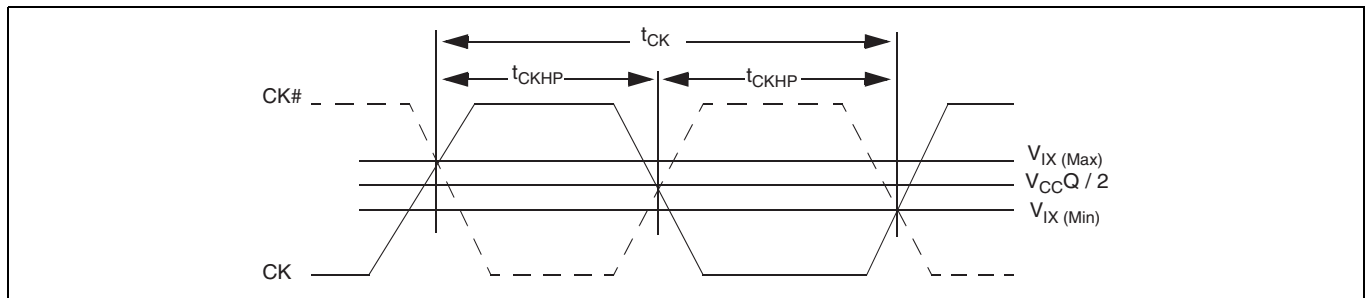 tCK
tCKHP tCKHP
CK#
VIX (Max)
VCCQ / 2
VIX (Min)
CK